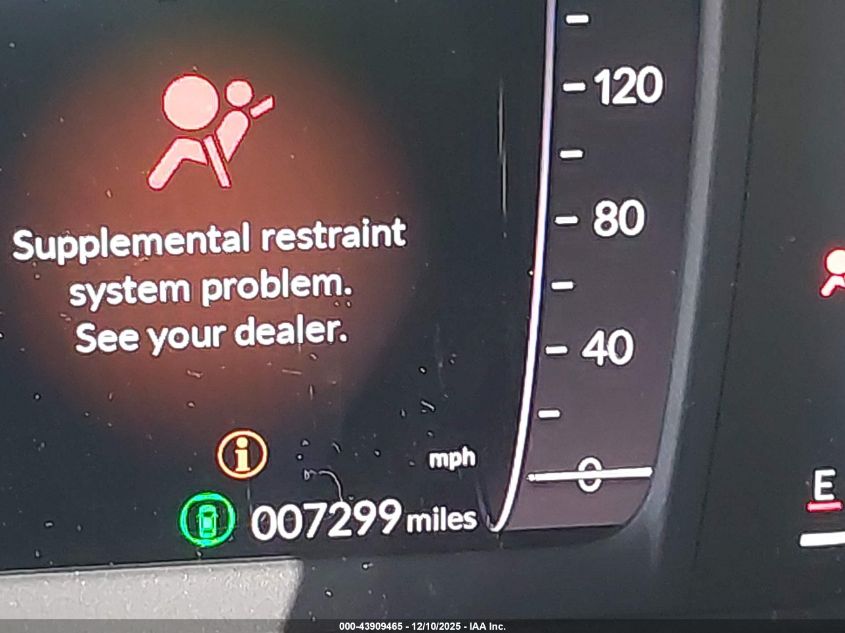 120
80
40
0
Supplemental restraint
system problem.
See your dealer.
mph
007299 miles
E
000-43909465 - 12/10/2025 - IAA Inc.